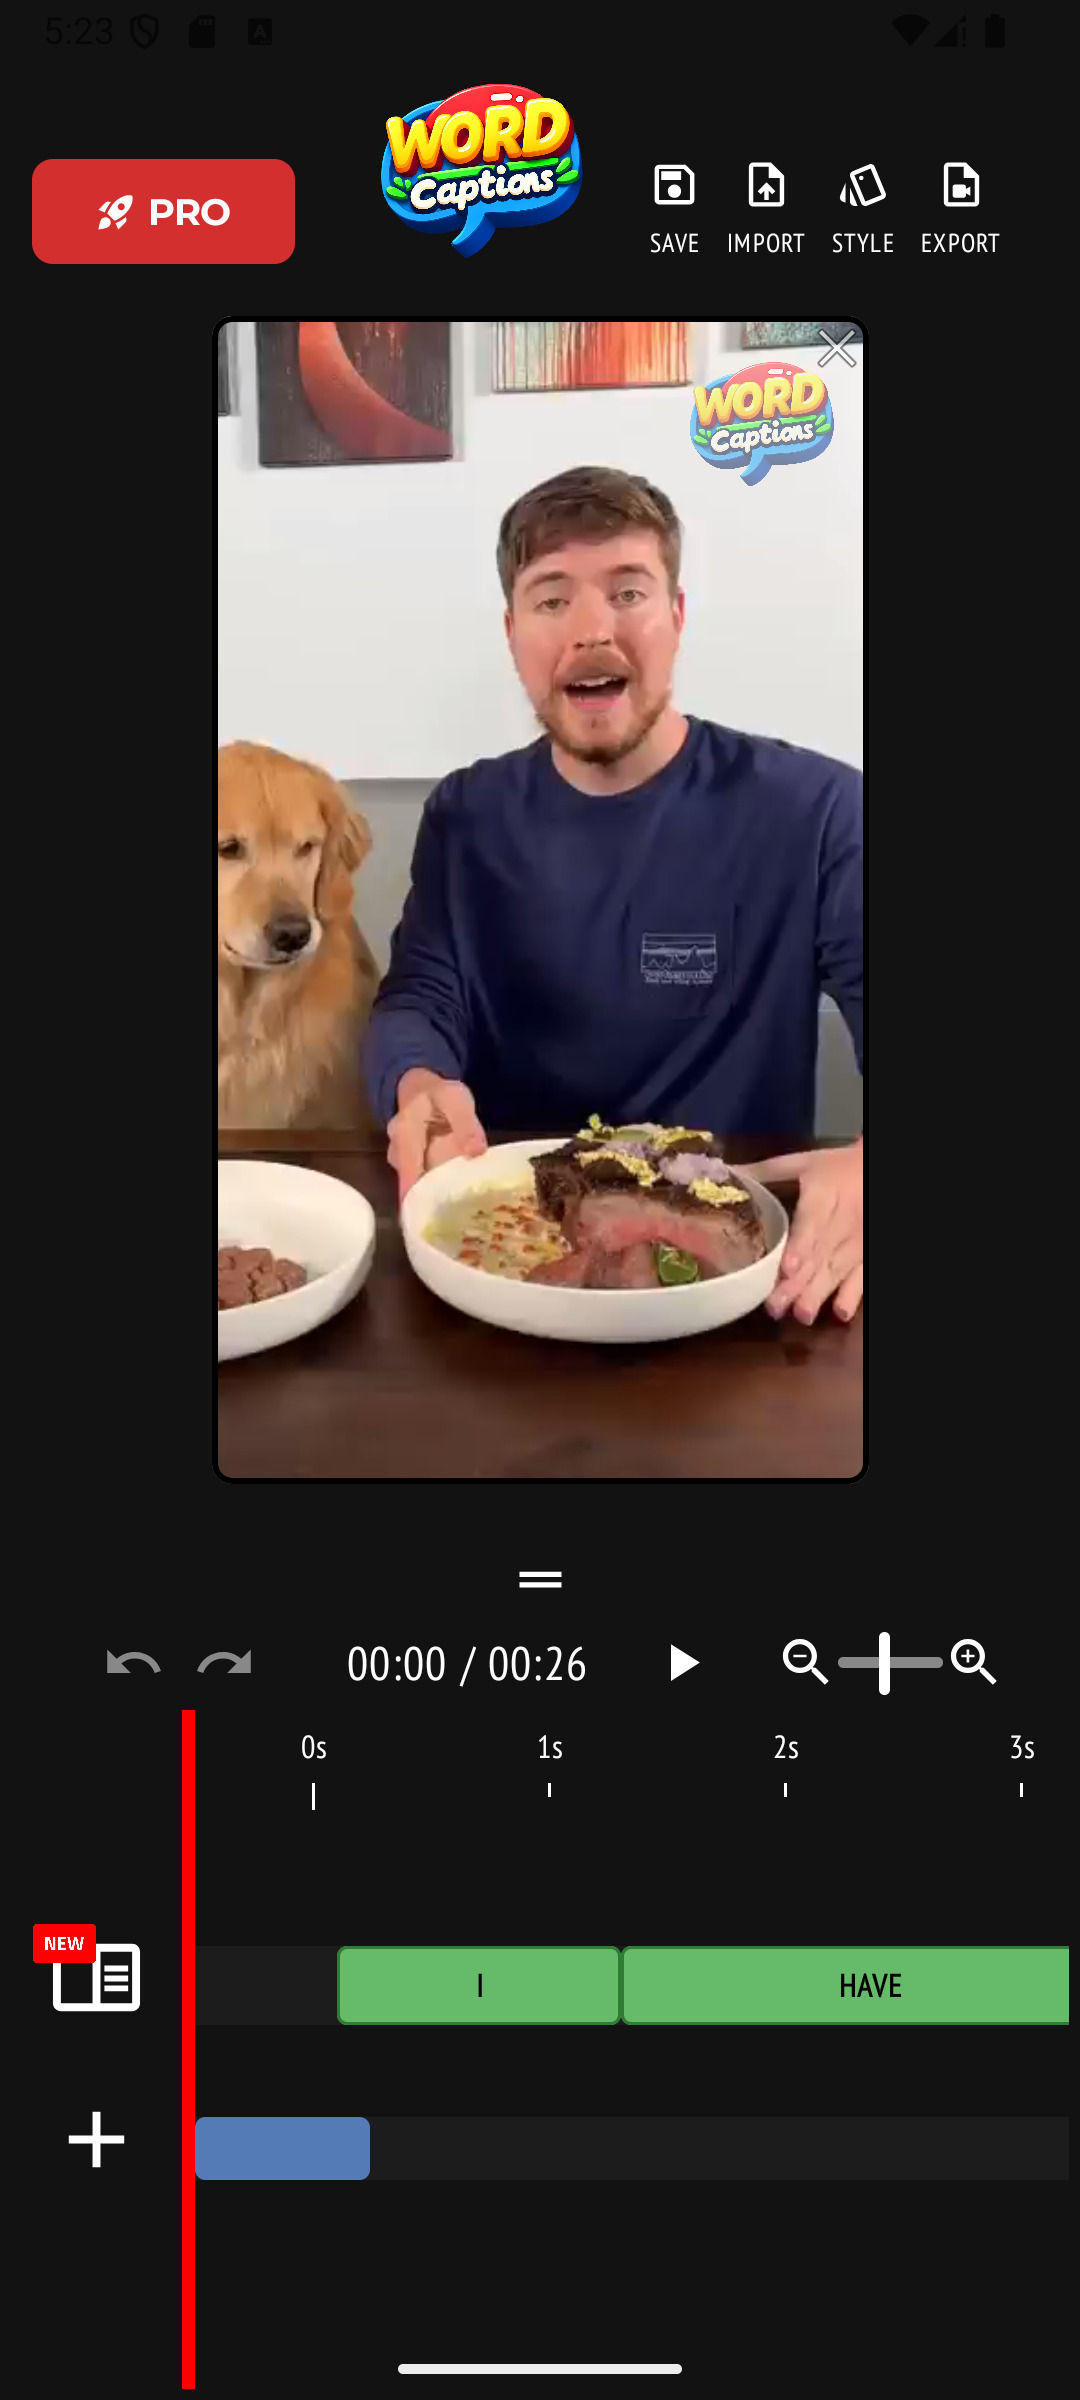 5:23
WORD
Captions
PRO
SAVE
IMPORT
STYLE
EXPORT
WORD
Captions
00:00 / 00:26
0s
1s
2s
3s
NEW
I
HAVE